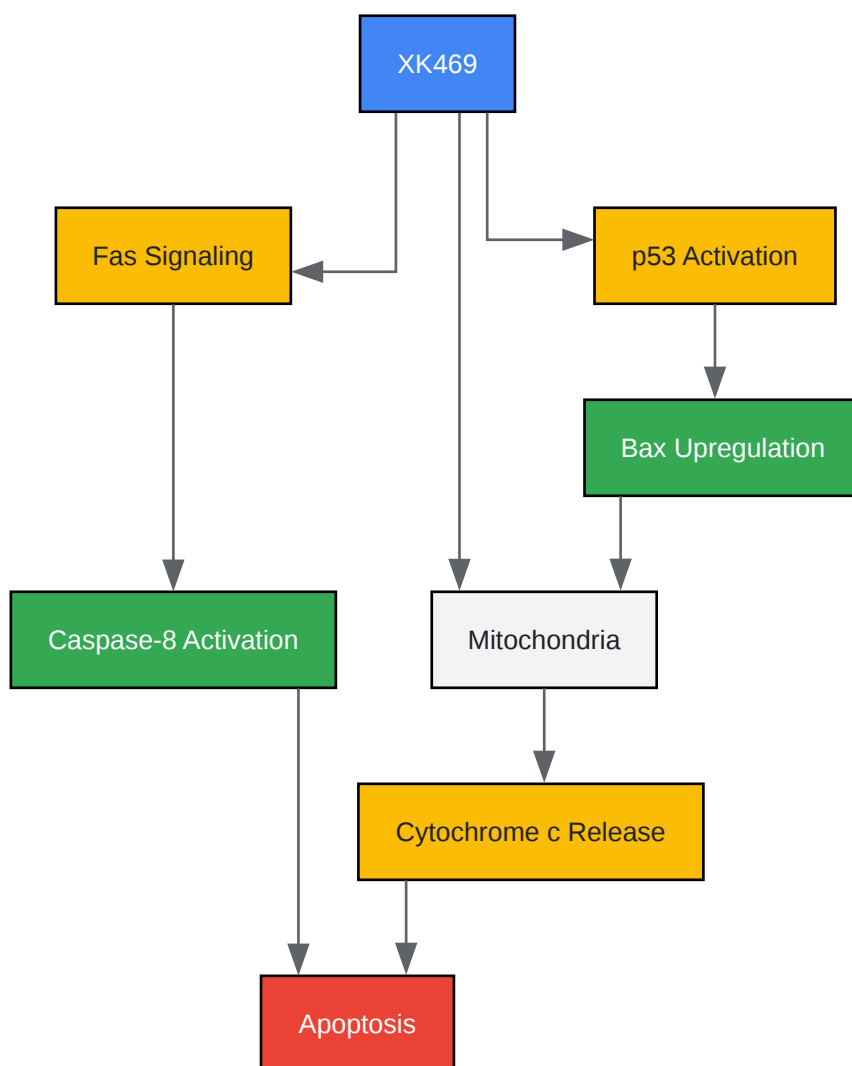 XK469
Fas Signaling
p53 Activation
Bax Upregulation
Caspase-8 Activation
Mitochondria
Cytochrome c Release
Apoptosis